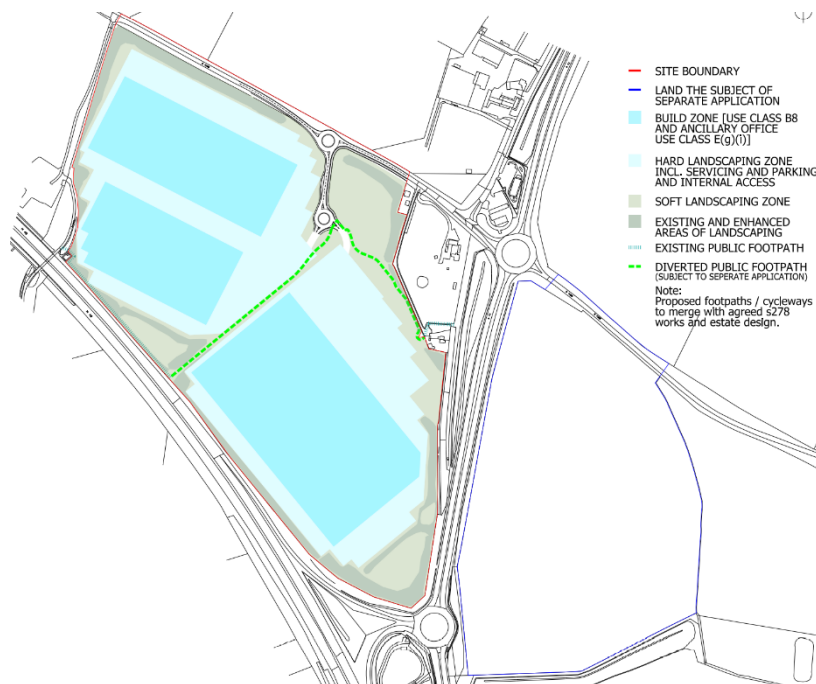 SITE BOUNDARY
LAND THE SUBJECT OF
SEPARATE APPLICATION
BUILD ZONE [USE CLASS B8
AND ANCILLARY OFFICE
USE CLASS E(g)(i)]
HARD LANDSCAPING ZONE
INCL. SERVICING AND PARKING
AND INTERNAL ACCESS
SOFT LANDSCAPING ZONE
EXISTING AND ENHANCED
AREAS OF LANDSCAPING
EXISTING PUBLIC FOOTPATH
DIVERTED PUBLIC FOOTPATH
(SUBJECT TO SEPERATE APPLICATION)
Note:
Proposed footpaths / cycleways
to merge with agreed s278
works and estate design.